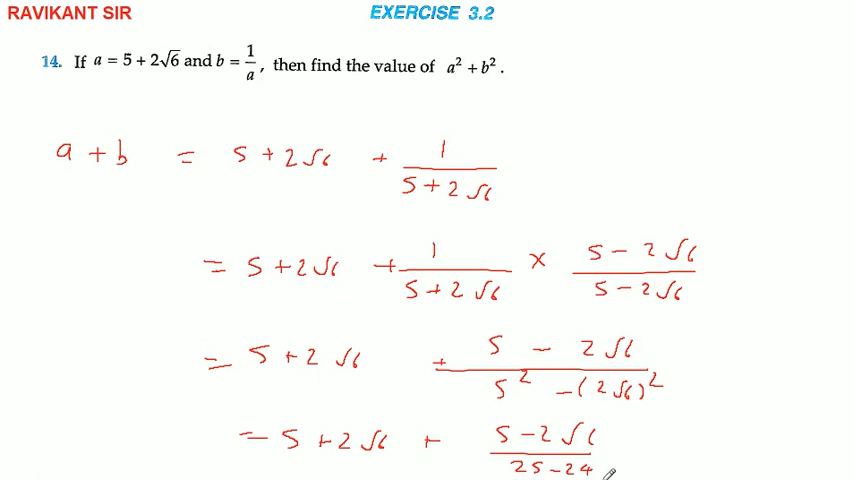 RAVIKANT SIR
EXERCISE 3.2
14. If a = 5 + 2√6 and b = 1/a, then find the value of a² + b².
a + b = 5 + 2√6 + 1/(5 + 2√6)
= 5 + 2√6 + 1/(5 + 2√6) × (5 − 2√6)/(5 − 2√6)
= 5 + 2√6 + (5 − 2√6)/(5² − (2√6)²)
= 5 + 2√6 + (5 − 2√6)/(25 − 24)